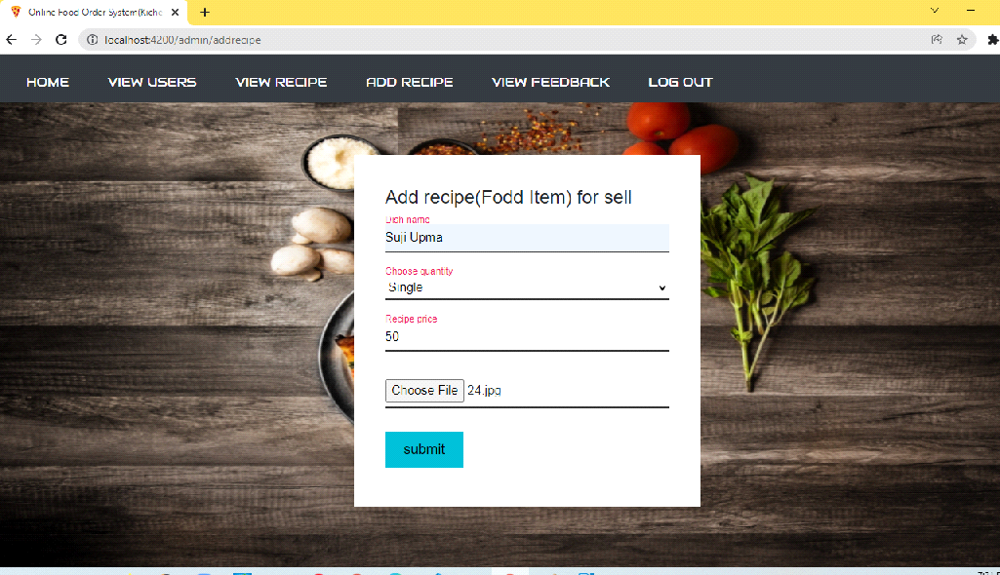 Online Food Order System(Kiche
localhost:4200/admin/addrecipe
HOME VIEW USERS VIEW RECIPE ADD RECIPE VIEW FEEDBACK LOG OUT
Add recipe(Fodd Item) for sell
Dish name
Suji Upma
Choose quantity
Single
Recipe price
50
Choose File 24.jpg
submit